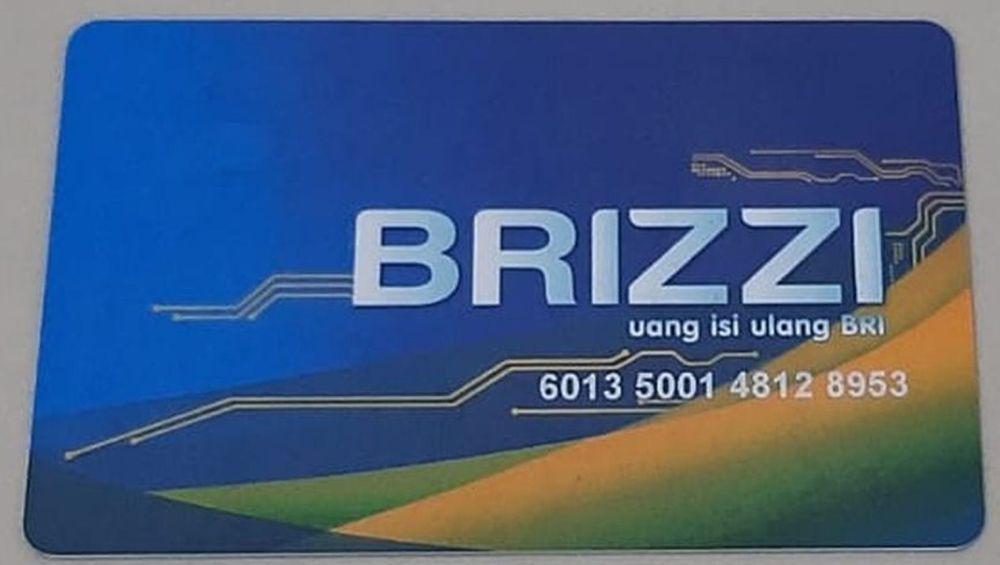 BRIZZI
uang isi ulang BRI
6013 5001 4812 8953